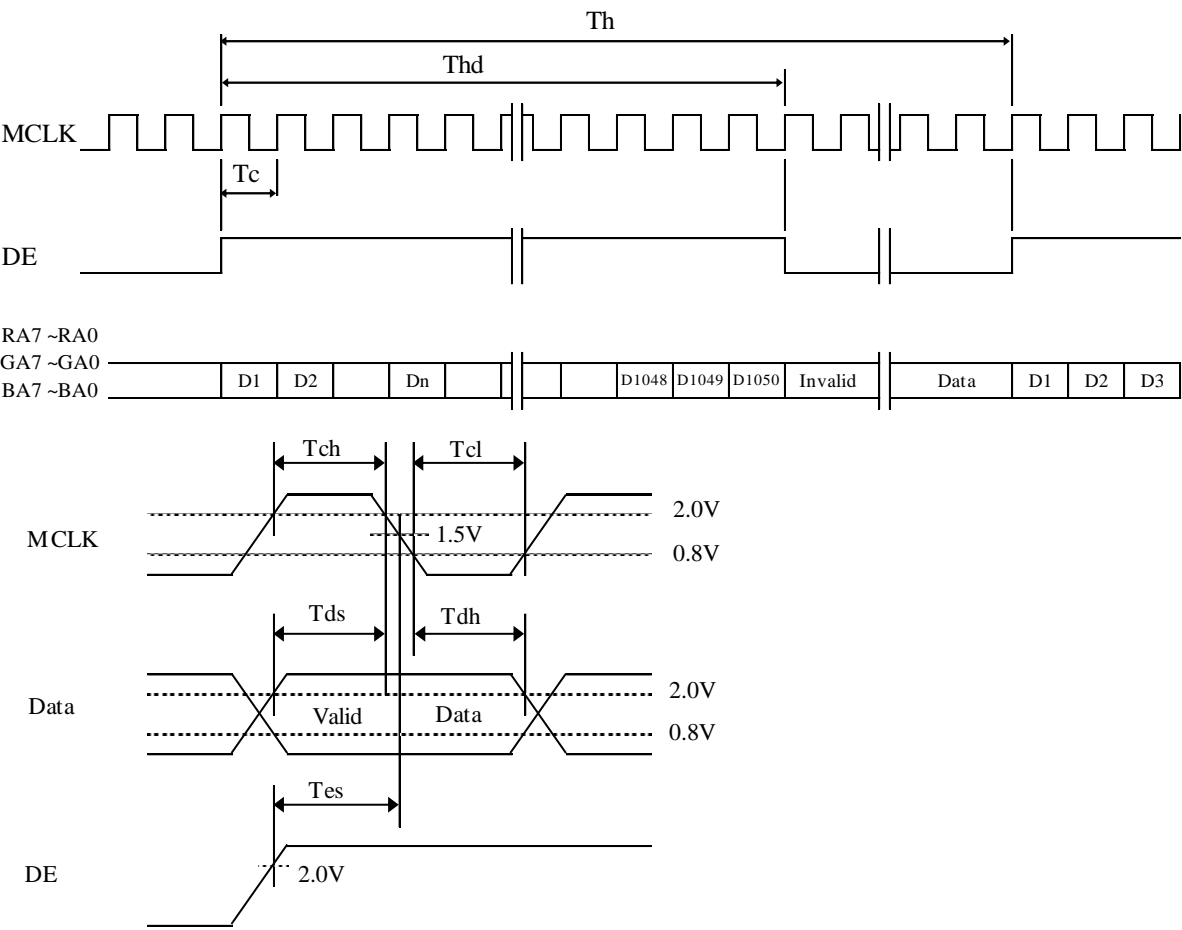 Th
Thd
MCLK
Tc
DE
RA7 ~RA0
GA7 ~GA0
BA7 ~BA0
D1 D2 Dn D1048 D1049 D1050 Invalid Data D1 D2 D3
Tch Tcl
MCLK
2.0V
1.5V
0.8V
Tds Tdh
Data
Valid Data
2.0V
0.8V
Tes
DE
2.0V